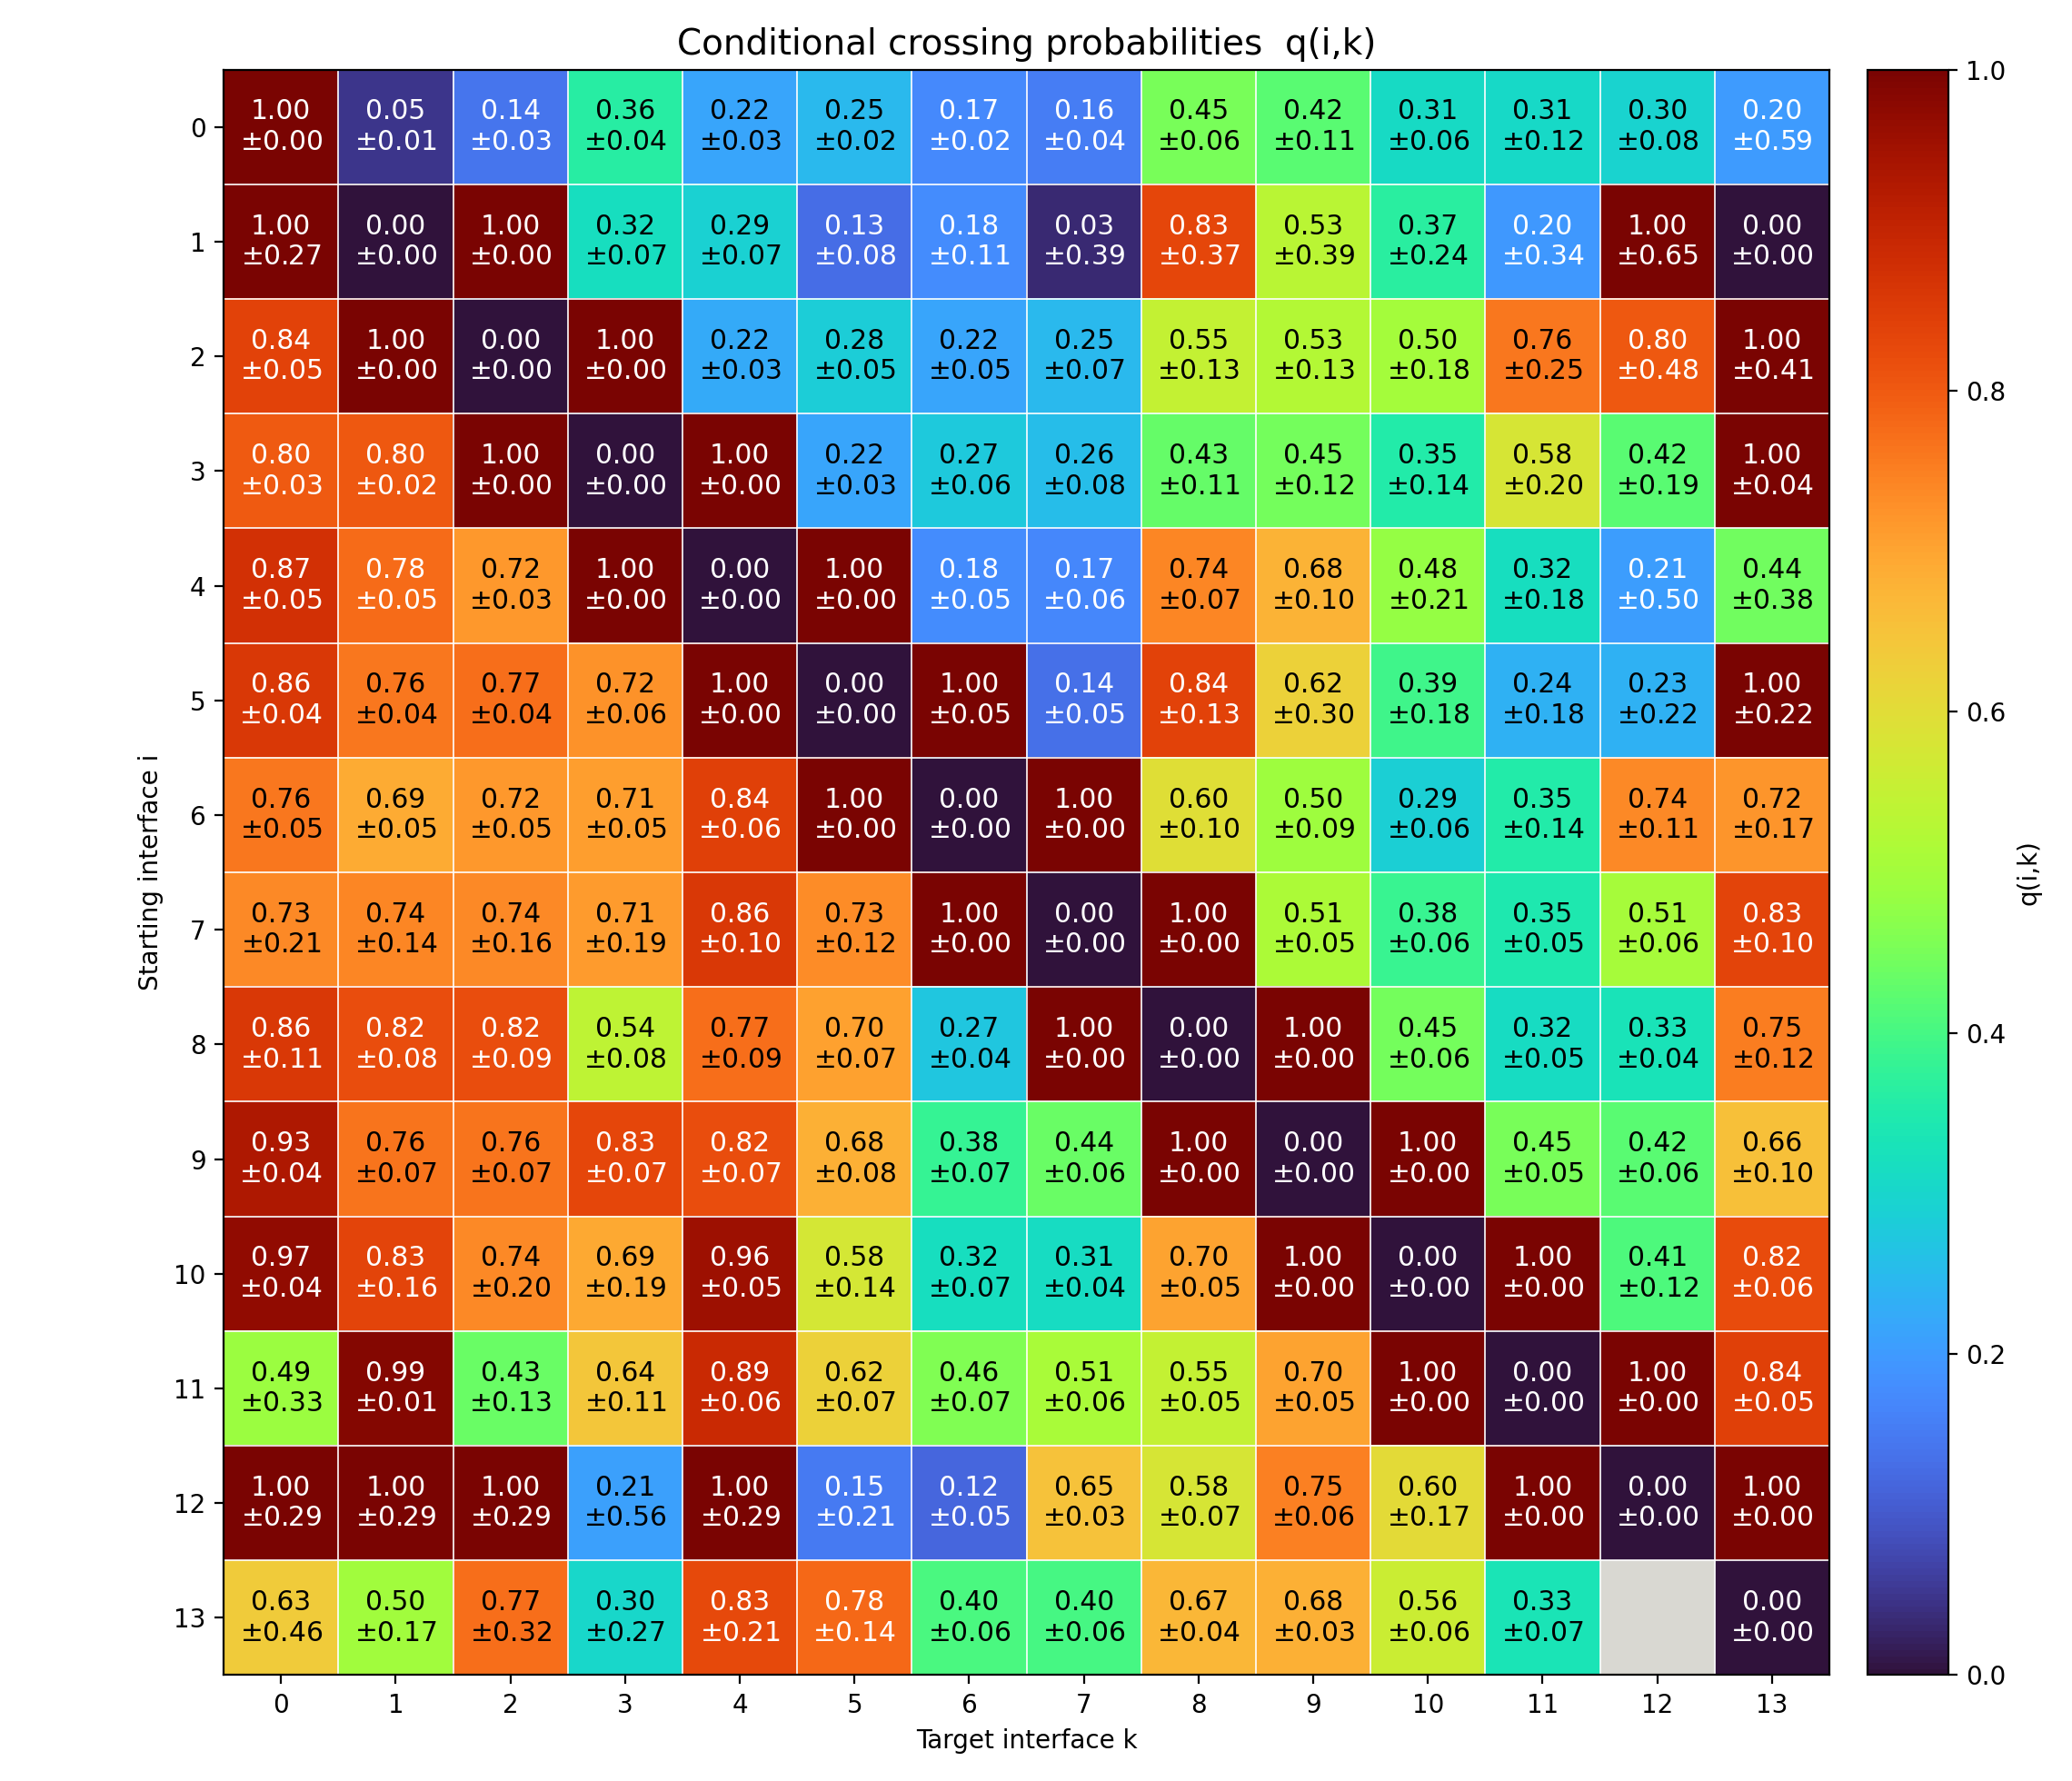 Conditional crossing probabilities  q(i,k)
1.00 0.05 0.14 0.36 0.22 0.25 0.17 0.16 0.45 0.42 0.31 0.31 0.30 0.20 1.0
0 ±0.00 ±0.01 ±0.03 ±0.04 ±0.03 ±0.02 ±0.02 ±0.04 ±0.06 ±0.11 ±0.06 ±0.12 ±0.08 ±0.59
1.00 0.00 1.00 0.32 0.29 0.13 0.18 0.03 0.83 0.53 0.37 0.20 1.00 0.00
1 ±0.27 ±0.00 ±0.00 ±0.07 ±0.07 ±0.08 ±0.11 ±0.39 ±0.37 ±0.39 ±0.24 ±0.34 ±0.65 ±0.00
0.84 1.00 0.00 1.00 0.22 0.28 0.22 0.25 0.55 0.53 0.50 0.76 0.80 1.00
2 ±0.05 ±0.00 ±0.00 ±0.00 ±0.03 ±0.05 ±0.05 ±0.07 ±0.13 ±0.13 ±0.18 ±0.25 ±0.48 ±0.41 0.8
0.80 0.80 1.00 0.00 1.00 0.22 0.27 0.26 0.43 0.45 0.35 0.58 0.42 1.00
3 ±0.03 ±0.02 ±0.00 ±0.00 ±0.00 ±0.03 ±0.06 ±0.08 ±0.11 ±0.12 ±0.14 ±0.20 ±0.19 ±0.04
0.87 0.78 0.72 1.00 0.00 1.00 0.18 0.17 0.74 0.68 0.48 0.32 0.21 0.44
4 ±0.05 ±0.05 ±0.03 ±0.00 ±0.00 ±0.00 ±0.05 ±0.06 ±0.07 ±0.10 ±0.21 ±0.18 ±0.50 ±0.38
0.86 0.76 0.77 0.72 1.00 0.00 1.00 0.14 0.84 0.62 0.39 0.24 0.23 1.00
5 ±0.04 ±0.04 ±0.04 ±0.06 ±0.00 ±0.00 ±0.05 ±0.05 ±0.13 ±0.30 ±0.18 ±0.18 ±0.22 ±0.22 0.6
0.76 0.69 0.72 0.71 0.84 1.00 0.00 1.00 0.60 0.50 0.29 0.35 0.74 0.72
6 ±0.05 ±0.05 ±0.05 ±0.05 ±0.06 ±0.00 ±0.00 ±0.00 ±0.10 ±0.09 ±0.06 ±0.14 ±0.11 ±0.17
Starting interface i
q(i,k)
0.73 0.74 0.74 0.71 0.86 0.73 1.00 0.00 1.00 0.51 0.38 0.35 0.51 0.83
7 ±0.21 ±0.14 ±0.16 ±0.19 ±0.10 ±0.12 ±0.00 ±0.00 ±0.00 ±0.05 ±0.06 ±0.05 ±0.06 ±0.10
0.86 0.82 0.82 0.54 0.77 0.70 0.27 1.00 0.00 1.00 0.45 0.32 0.33 0.75
8 ±0.11 ±0.08 ±0.09 ±0.08 ±0.09 ±0.07 ±0.04 ±0.00 ±0.00 ±0.00 ±0.06 ±0.05 ±0.04 ±0.12 0.4
0.93 0.76 0.76 0.83 0.82 0.68 0.38 0.44 1.00 0.00 1.00 0.45 0.42 0.66
9 ±0.04 ±0.07 ±0.07 ±0.07 ±0.07 ±0.08 ±0.07 ±0.06 ±0.00 ±0.00 ±0.00 ±0.05 ±0.06 ±0.10
0.97 0.83 0.74 0.69 0.96 0.58 0.32 0.31 0.70 1.00 0.00 1.00 0.41 0.82
10 ±0.04 ±0.16 ±0.20 ±0.19 ±0.05 ±0.14 ±0.07 ±0.04 ±0.05 ±0.00 ±0.00 ±0.00 ±0.12 ±0.06
0.49 0.99 0.43 0.64 0.89 0.62 0.46 0.51 0.55 0.70 1.00 0.00 1.00 0.84 0.2
11 ±0.33 ±0.01 ±0.13 ±0.11 ±0.06 ±0.07 ±0.07 ±0.06 ±0.05 ±0.05 ±0.00 ±0.00 ±0.00 ±0.05
1.00 1.00 1.00 0.21 1.00 0.15 0.12 0.65 0.58 0.75 0.60 1.00 0.00 1.00
12 ±0.29 ±0.29 ±0.29 ±0.56 ±0.29 ±0.21 ±0.05 ±0.03 ±0.07 ±0.06 ±0.17 ±0.00 ±0.00 ±0.00
0.63 0.50 0.77 0.30 0.83 0.78 0.40 0.40 0.67 0.68 0.56 0.33 0.00
13 ±0.46 ±0.17 ±0.32 ±0.27 ±0.21 ±0.14 ±0.06 ±0.06 ±0.04 ±0.03 ±0.06 ±0.07 ±0.00 0.0
0 1 2 3 4 5 6 7 8 9 10 11 12 13
Target interface k